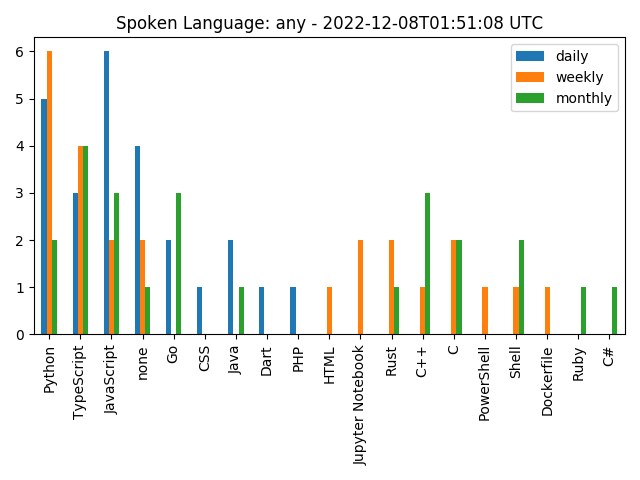 Spoken Language: any - 2022-12-08T01:51:08 UTC
daily
weekly
monthly
6
5
4
3
2
1
0
Python
TypeScript
JavaScript
none
Go
CSS
Java
Dart
PHP
HTML
Jupyter Notebook
Rust
C++
C
PowerShell
Shell
Dockerfile
Ruby
C#